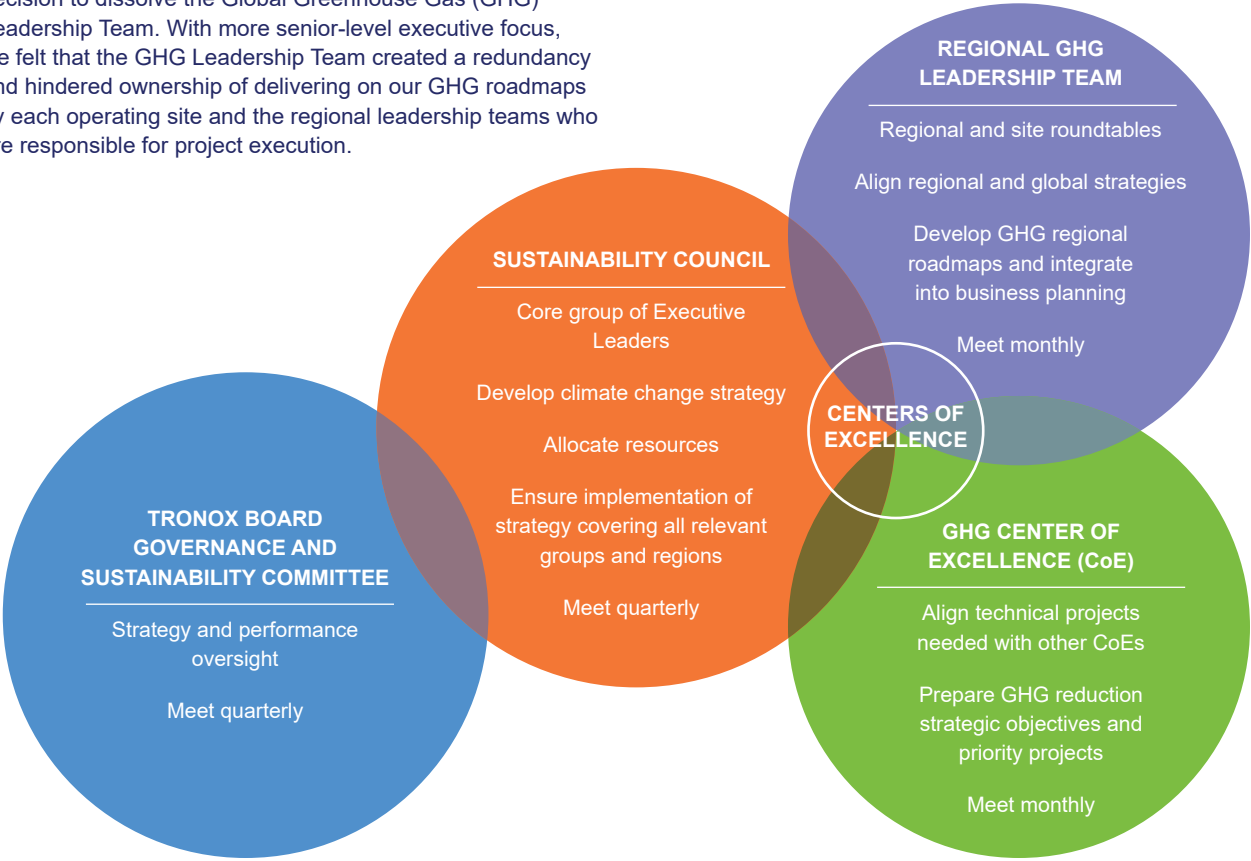 decision to dissolve the Global Greenhouse Gas (GHG)
Leadership Team. With more senior-level executive focus,
felt that the GHG Leadership Team created a redundancy
hindered ownership of delivering on our GHG roadmaps
each operating site and the regional leadership teams who
responsible for project execution.
REGIONAL GHG
LEADERSHIP TEAM
Regional and site roundtables
Align regional and global strategies
Develop GHG regional
roadmaps and integrate
into business planning
Meet monthly
SUSTAINABILITY COUNCIL
Core group of Executive
Leaders
Develop climate change strategy
Allocate resources
Ensure implementation of
strategy covering all relevant
groups and regions
Meet quarterly
CENTERS OF
EXCELLENCE
TRONOX BOARD
GOVERNANCE AND
SUSTAINABILITY COMMITTEE
Strategy and performance
oversight
Meet quarterly
GHG CENTER OF
EXCELLENCE (CoE)
Align technical projects
needed with other CoEs
Prepare GHG reduction
strategic objectives and
priority projects
Meet monthly